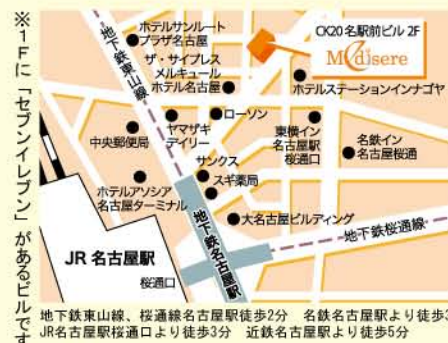 ※1Fに「セブンイレブン」があるビルです
ホテルサンルート
プラザ名古屋
CK20名駅前ビル 2F
Medisere
地下鉄東山線
ザ・サイプレス
メルキュール
ホテル名古屋
ホテルステーションインナゴヤ
ローソン
中央郵便局
ヤマザキ
デイリー
東横イン
名古屋駅
桜通口
名鉄イン
名古屋桜通
サンクス
スギ薬局
ホテルアソシア
名古屋ターミナル
大名古屋ビルディング
地下鉄名古屋駅
地下鉄桜通線
JR 名古屋駅
桜通口
地下鉄東山線、桜通線名古屋駅徒歩2分 名鉄名古屋駅より徒歩3
JR名古屋駅桜通口より徒歩3分 近鉄名古屋駅より徒歩5分